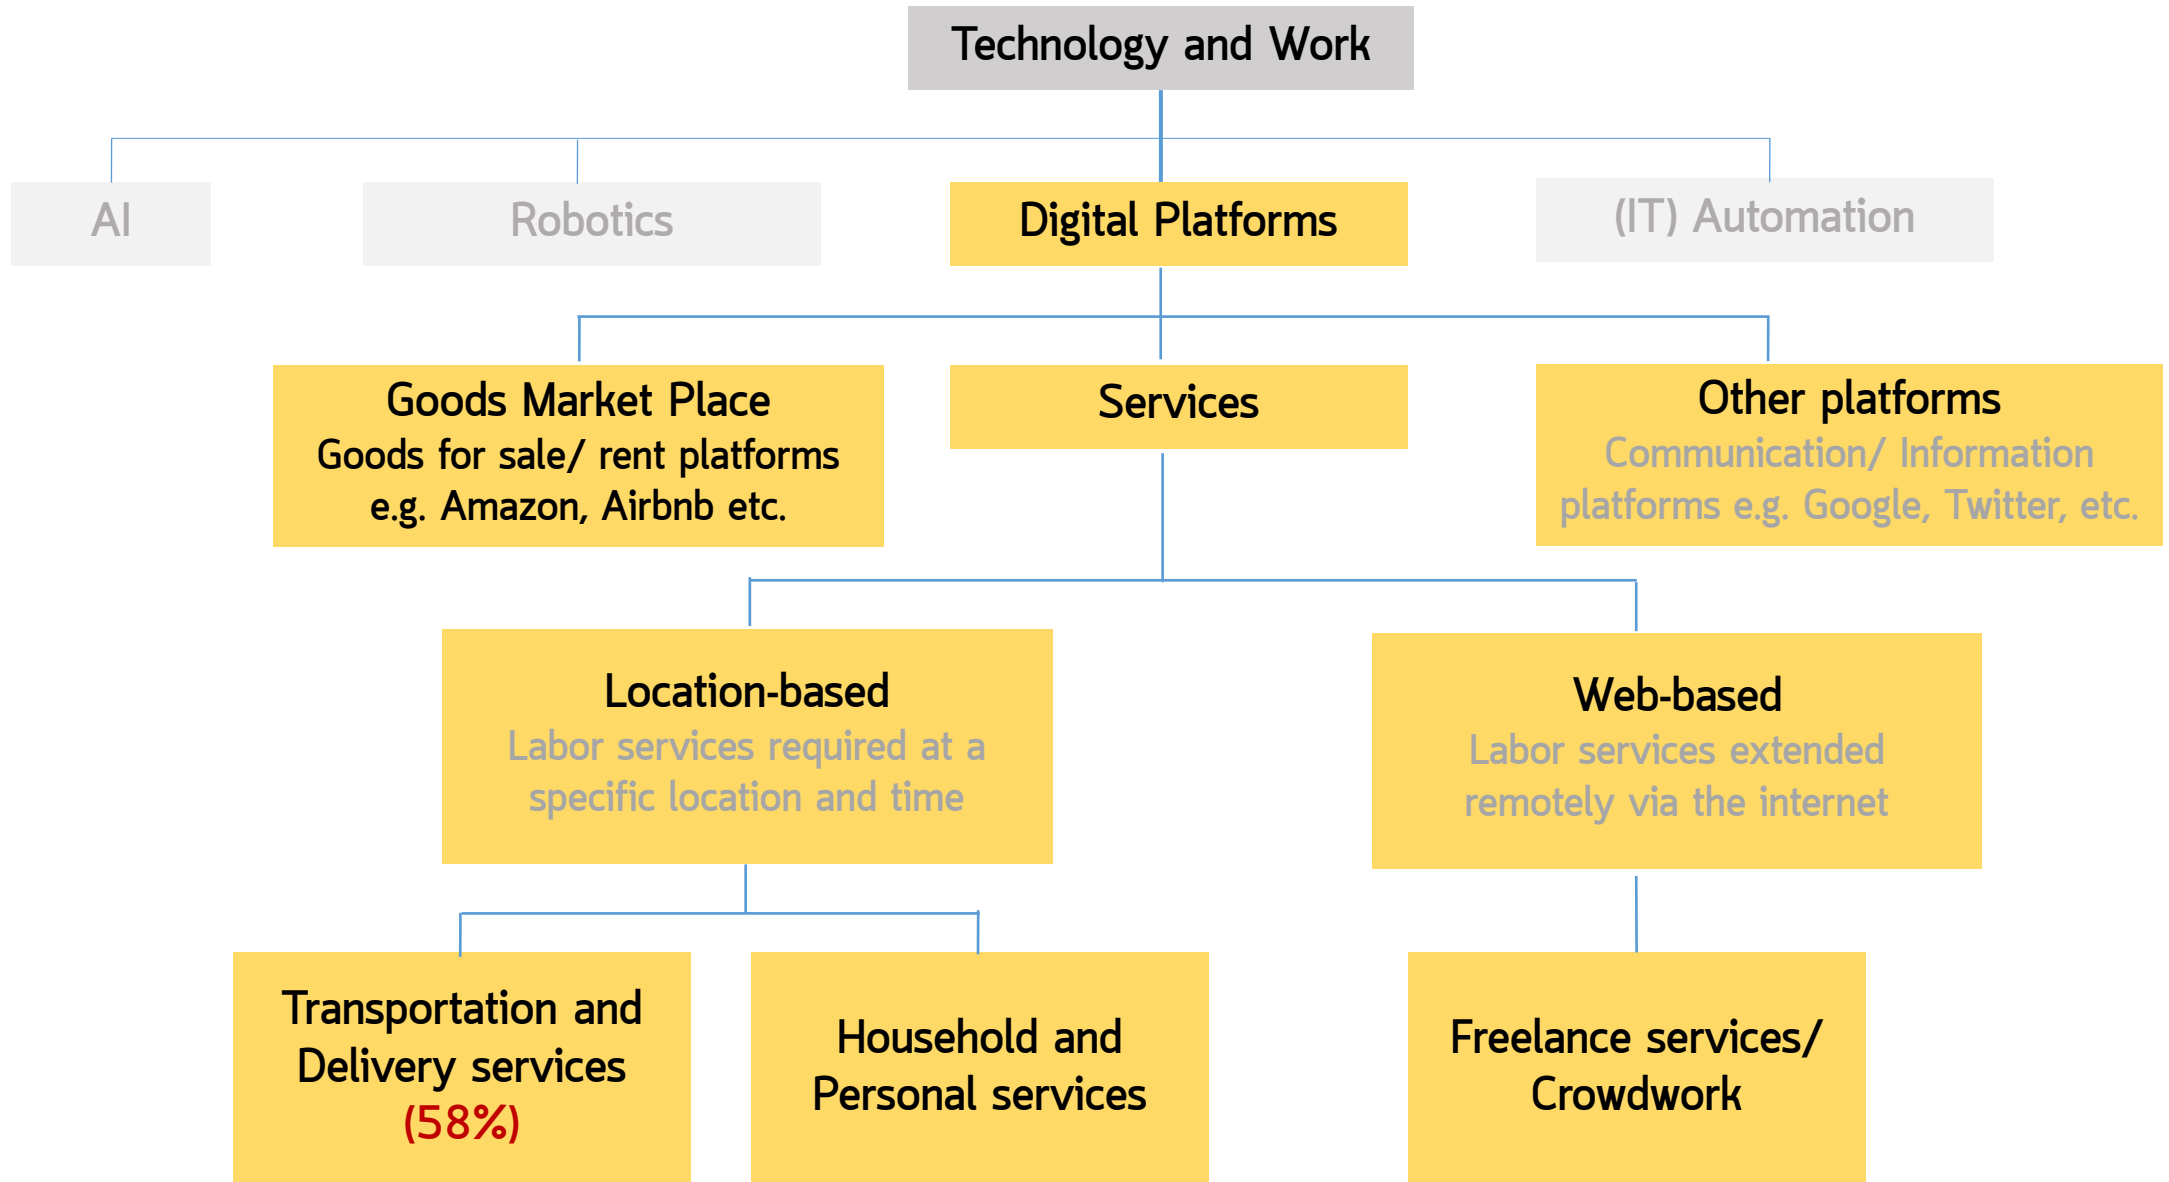 Technology and Work
AI
Robotics
Digital Platforms
(IT) Automation
Goods Market Place
Goods for sale/ rent platforms
e.g. Amazon, Airbnb etc.
Services
Other platforms
Communication/ Information
platforms e.g. Google, Twitter, etc.
Location-based
Labor services required at a
specific location and time
Web-based
Labor services extended
remotely via the internet
Transportation and
Delivery services
(58%)
Household and
Personal services
Freelance services/
Crowdwork